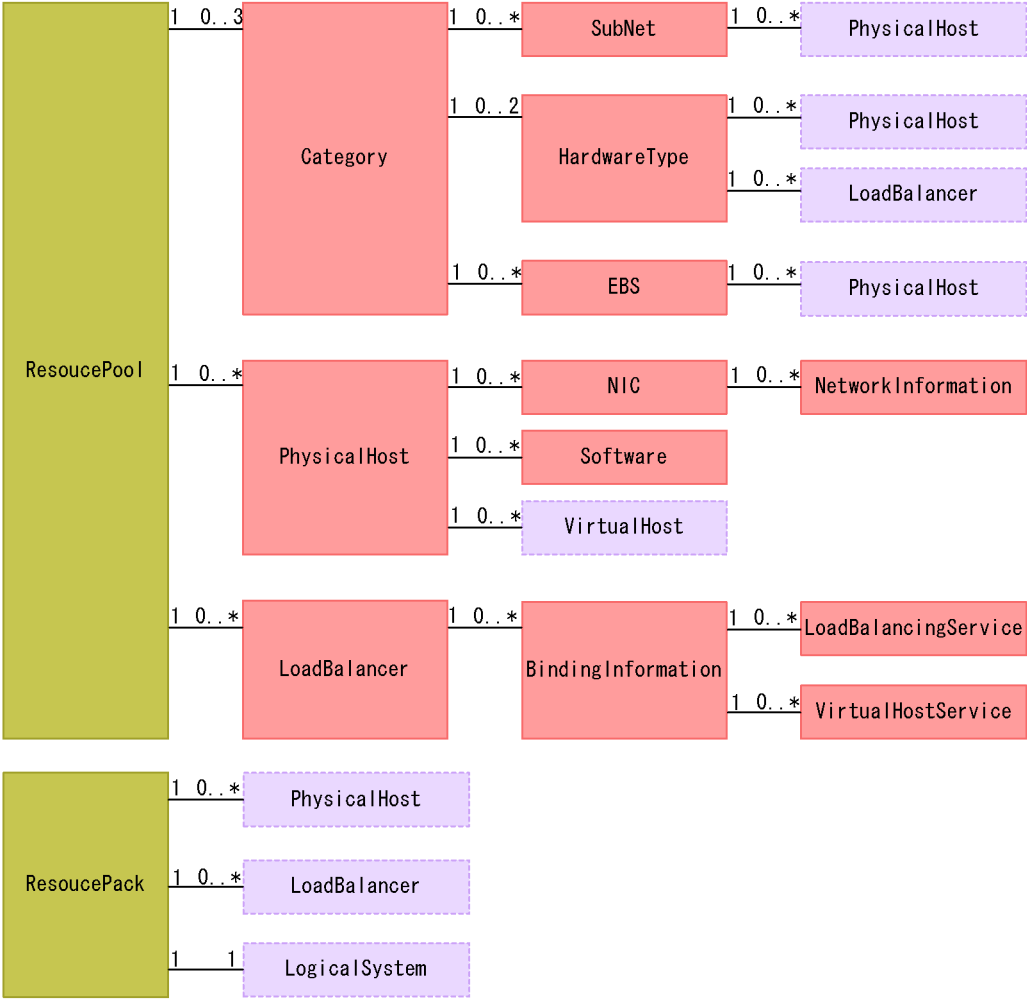 1 0..3
1 0..*
SubNet
1 0..*
PhysicalHost
1 0..2
1 0..*
PhysicalHost
Category
HardwareType
1 0..*
LoadBalancer
1 0..*
EBS
1 0..*
PhysicalHost
ResoucePool
1 0..*
1 0..*
NIC
1 0..*
NetworkInformation
PhysicalHost
1 0..*
Software
1 0..*
VirtualHost
1 0..*
1 0..*
1 0..*
LoadBalancingService
LoadBalancer
BindingInformation
1 0..*
VirtualHostService
1 0..*
PhysicalHost
ResoucePack
1 0..*
LoadBalancer
1 1
LogicalSystem